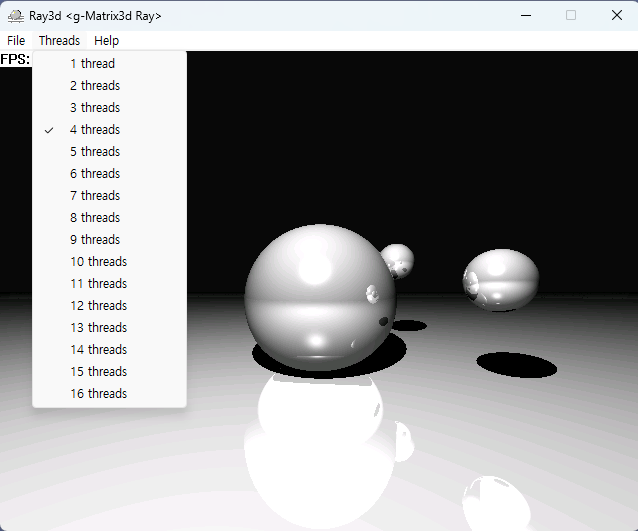 Ray3d <g-Matrix3d Ray>
File Threads Help
FPS:
1 thread
2 threads
3 threads
4 threads
5 threads
6 threads
7 threads
8 threads
9 threads
10 threads
11 threads
12 threads
13 threads
14 threads
15 threads
16 threads